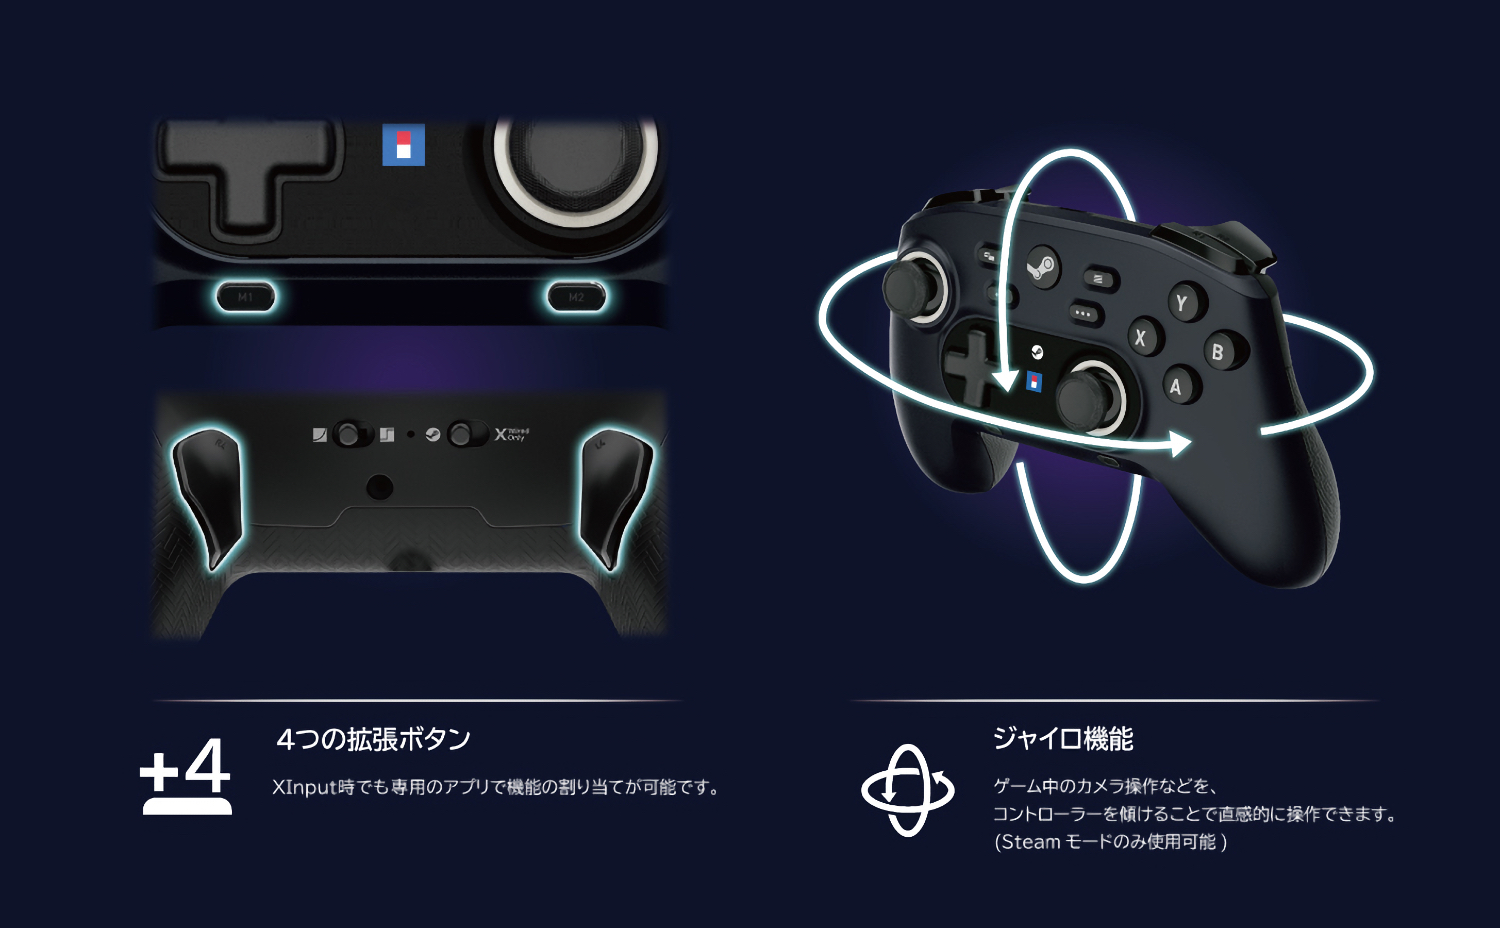 M1
M2
X
Only
Y
X
B
A
+4
4つの拡張ボタン
XInput時でも専用のアプリで機能の割り当てが可能です。
ジャイロ機能
ゲーム中のカメラ操作などを、
コントローラーを傾けることで直感的に操作できます。
(Steam モードのみ使用可能 )